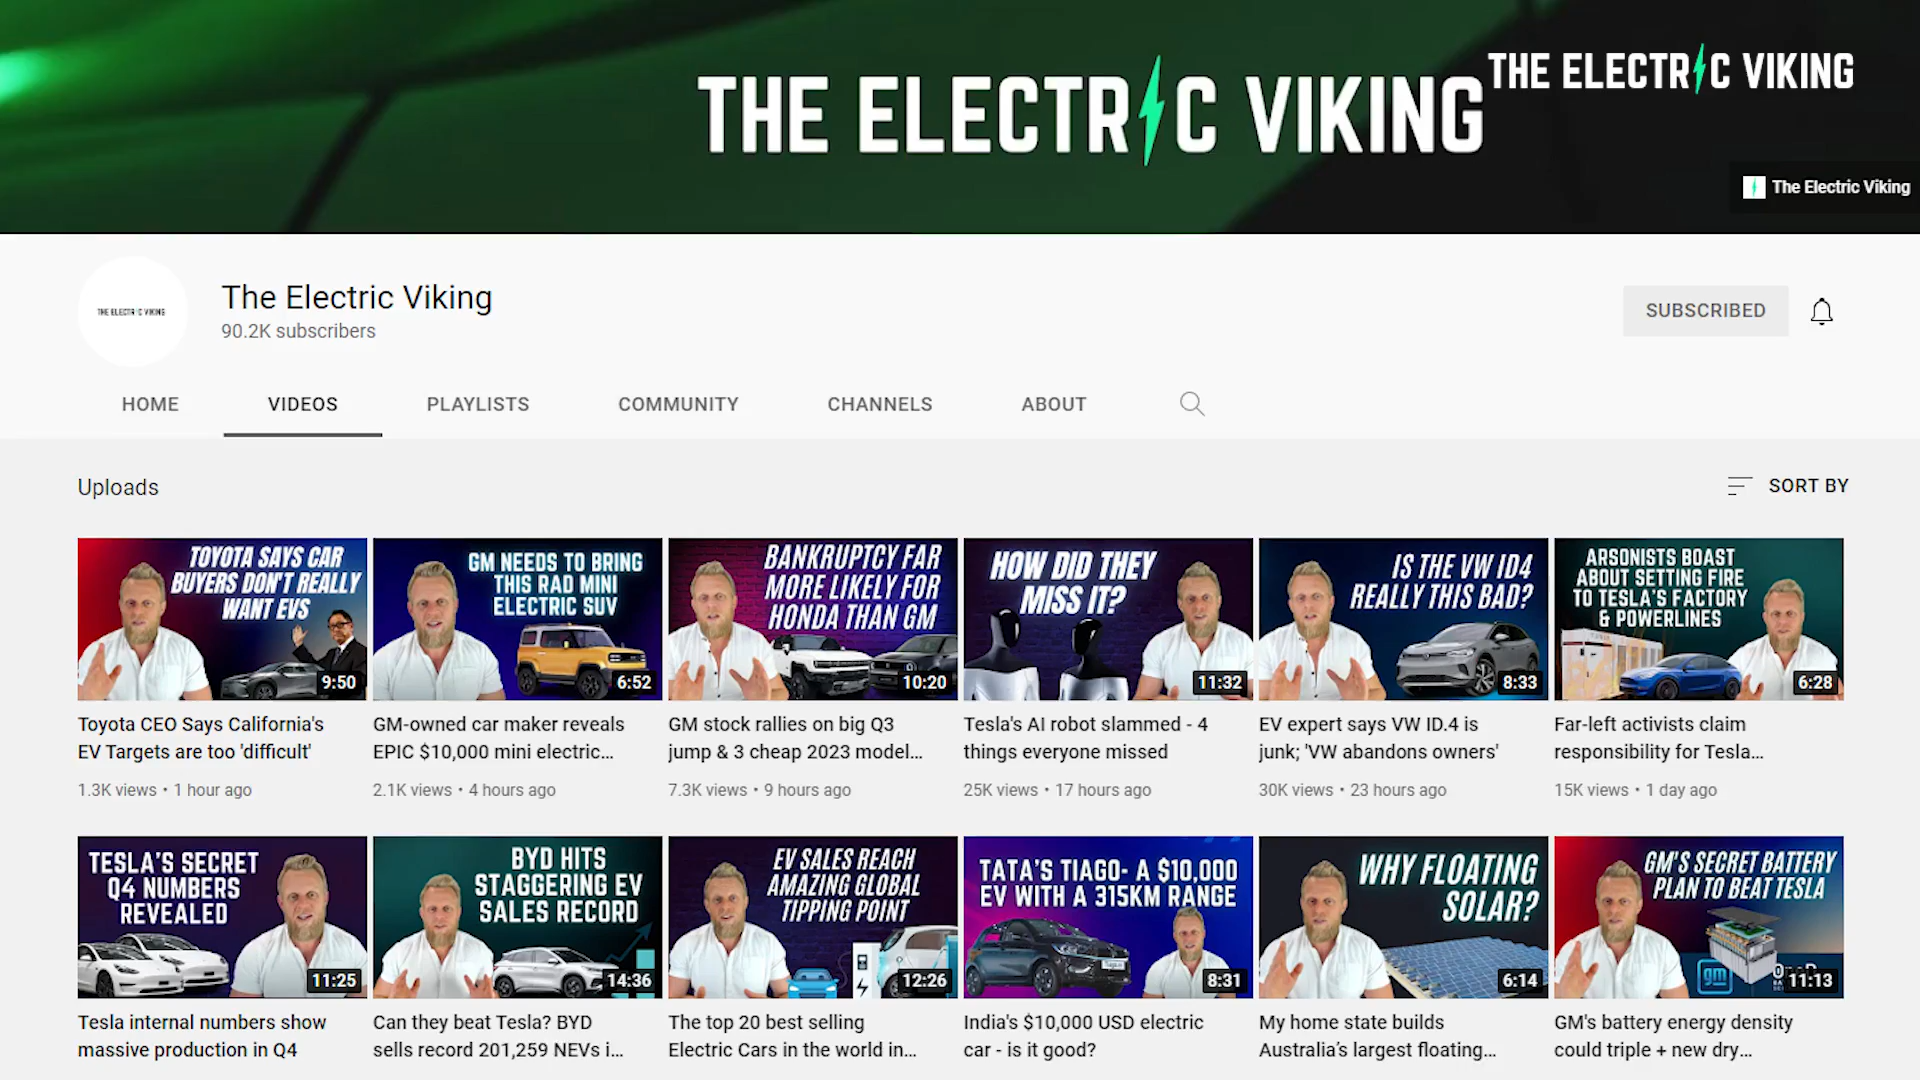 THE ELECTRIC VIKING
THE ELECTRIC VIKING
The Electric Viking
THE ELECTRIC VIKING
The Electric Viking
90.2K subscribers
SUBSCRIBED
HOME
VIDEOS
PLAYLISTS
COMMUNITY
CHANNELS
ABOUT
Uploads
SORT BY
TOYOTA SAYS CAR
BUYERS DON'T REALLY
WANT EVS
9:50
GM NEEDS TO BRING
THIS RAD MINI
ELECTRIC SUV
6:52
BANKRUPTCY FAR
MORE LIKELY FOR
HONDA THAN GM
10:20
HOW DID THEY
MISS IT?
11:32
IS THE VW ID4
REALLY THIS BAD?
8:33
ARSONISTS BOAST
ABOUT SETTING FIRE
TO TESLA'S FACTORY
& POWERLINES
6:28
Toyota CEO Says California's
EV Targets are too 'difficult'
1.3K views • 1 hour ago
GM-owned car maker reveals
EPIC $10,000 mini electric...
2.1K views • 4 hours ago
GM stock rallies on big Q3
jump & 3 cheap 2023 model...
7.3K views • 9 hours ago
Tesla's AI robot slammed - 4
things everyone missed
25K views • 17 hours ago
EV expert says VW ID.4 is
junk; 'VW abandons owners'
30K views • 23 hours ago
Far-left activists claim
responsibility for Tesla...
15K views • 1 day ago
TESLA'S SECRET
Q4 NUMBERS
REVEALED
11:25
BYD HITS
STAGGERING EV
SALES RECORD
14:36
EV SALES REACH
AMAZING GLOBAL
TIPPING POINT
12:26
TATA'S TIAGO- A $10,000
EV WITH A 315KM RANGE
8:31
WHY FLOATING
SOLAR?
6:14
GM'S SECRET BATTERY
PLAN TO BEAT TESLA
gm
11:13
Tesla internal numbers show
massive production in Q4
Can they beat Tesla? BYD
sells record 201,259 NEVs i...
The top 20 best selling
Electric Cars in the world in...
India's $10,000 USD electric
car - is it good?
My home state builds
Australia's largest floating...
GM's battery energy density
could triple + new dry...